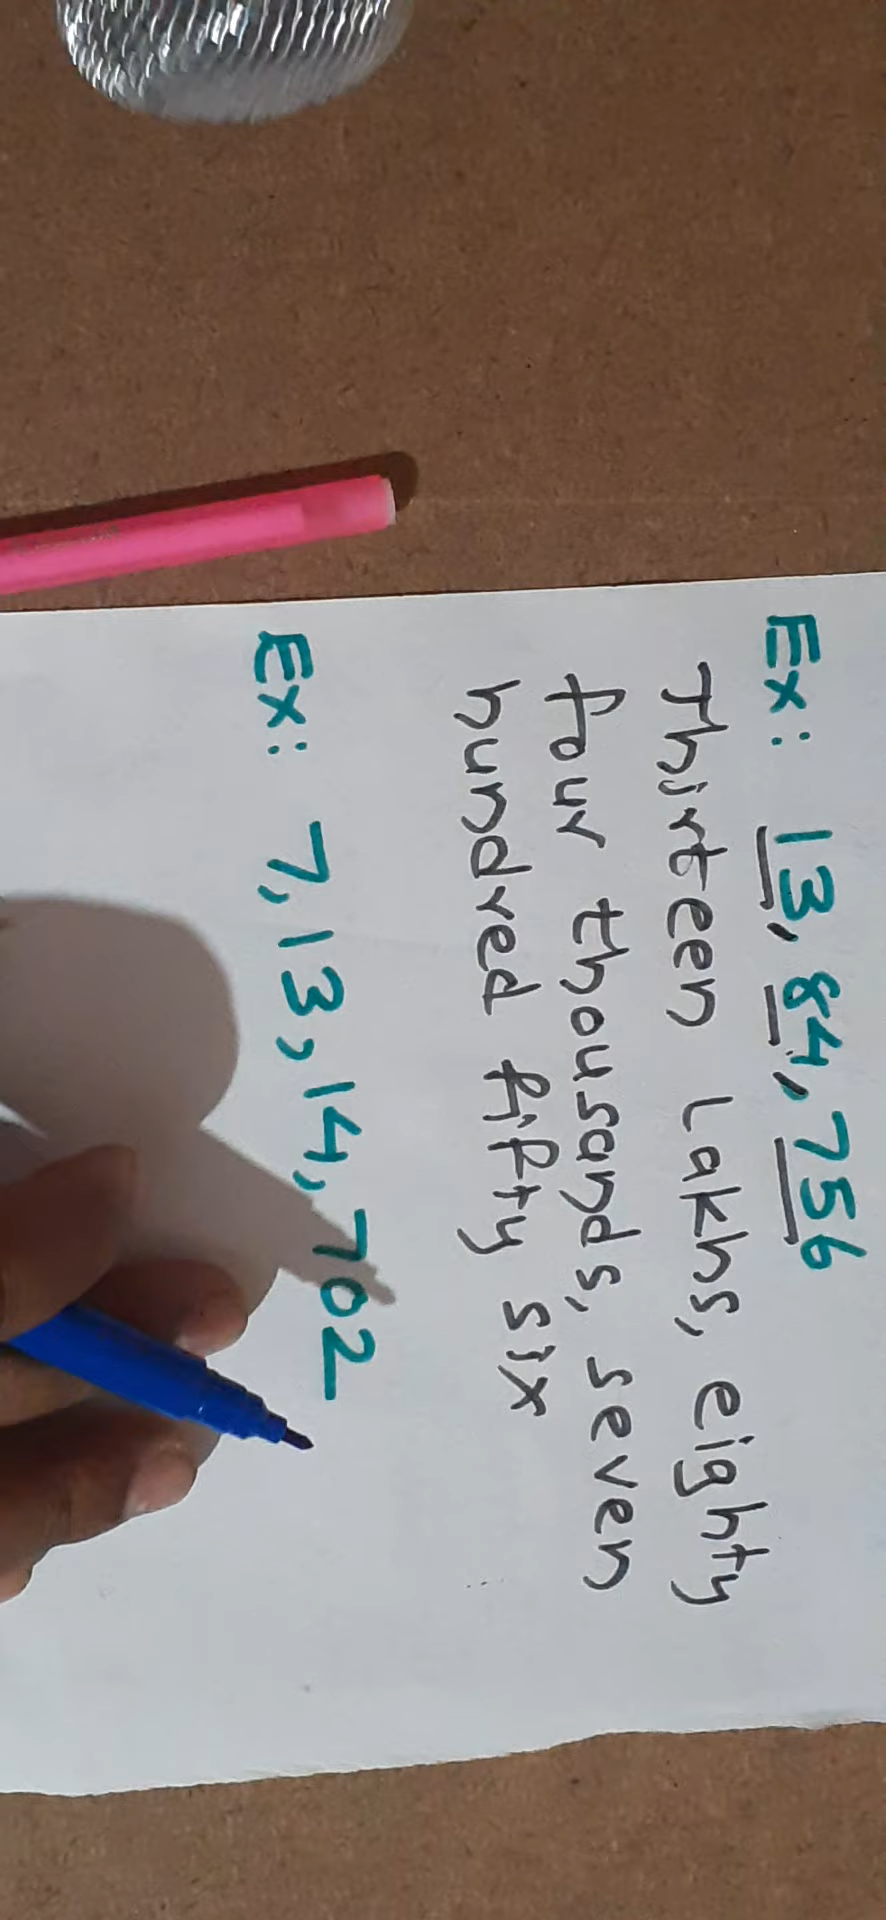 Ex: 13,84,756
Thirteen Lakhs, eighty
four thousands, seven
hundred fifty six
Ex: 7,13,14,702